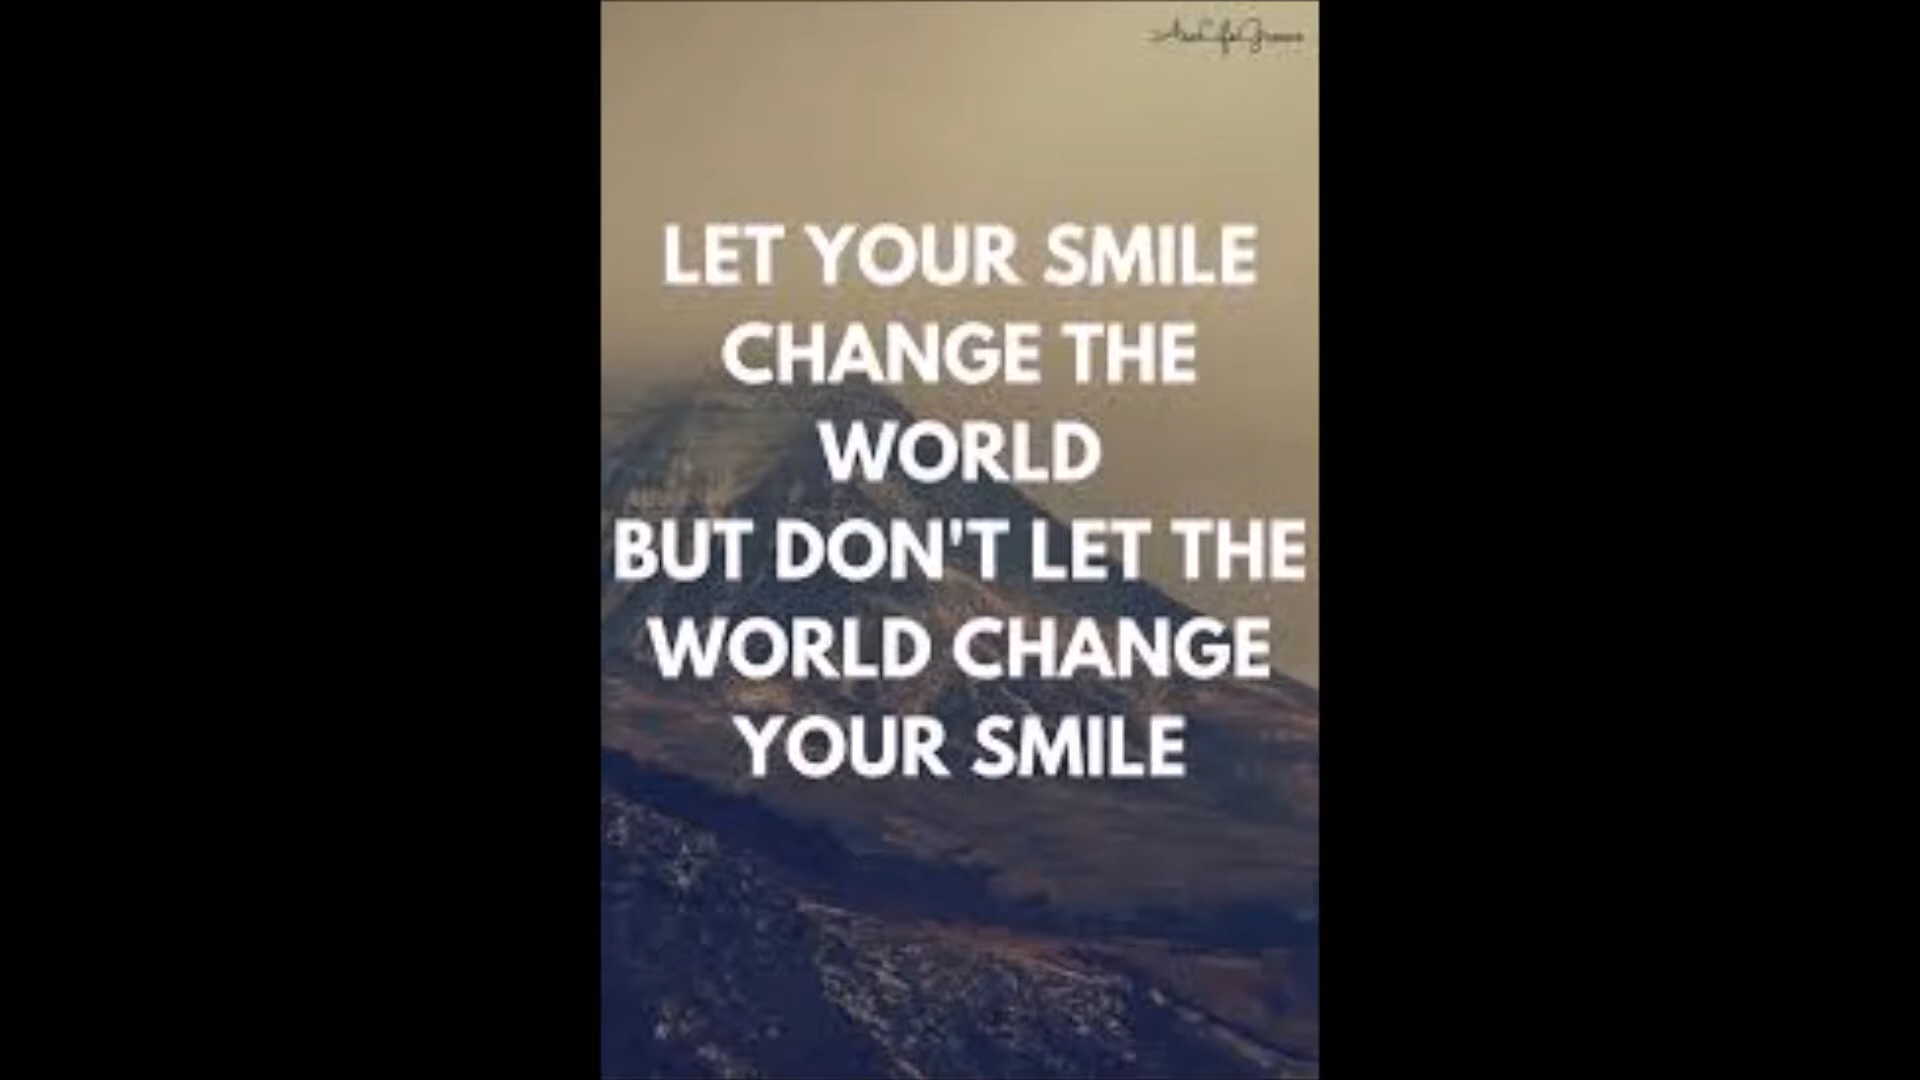 LET YOUR SMILE
CHANGE THE
WORLD
BUT DON'T LET THE
WORLD CHANGE
YOUR SMILE